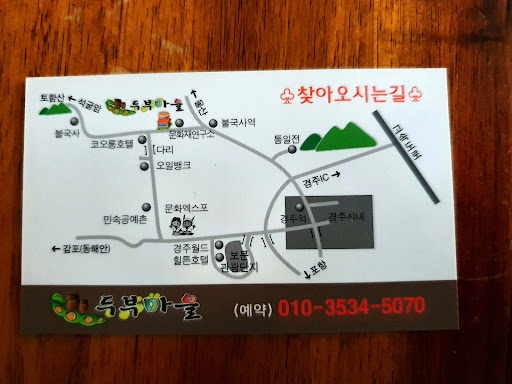 ♧찾아오시는길♧
토함산
← 석굴암
두부마을
울산
불국사
코오롱호텔
문화재연구소
불국사역
다리
오일뱅크
통일전
고속도로
경주IC →
민속공예촌
문화엑스포
경주역
경주시내
← 감포(동해안)
경주월드
힐튼호텔
보문
관광단지
포항
두부마을
(예약) 010-3534-5070